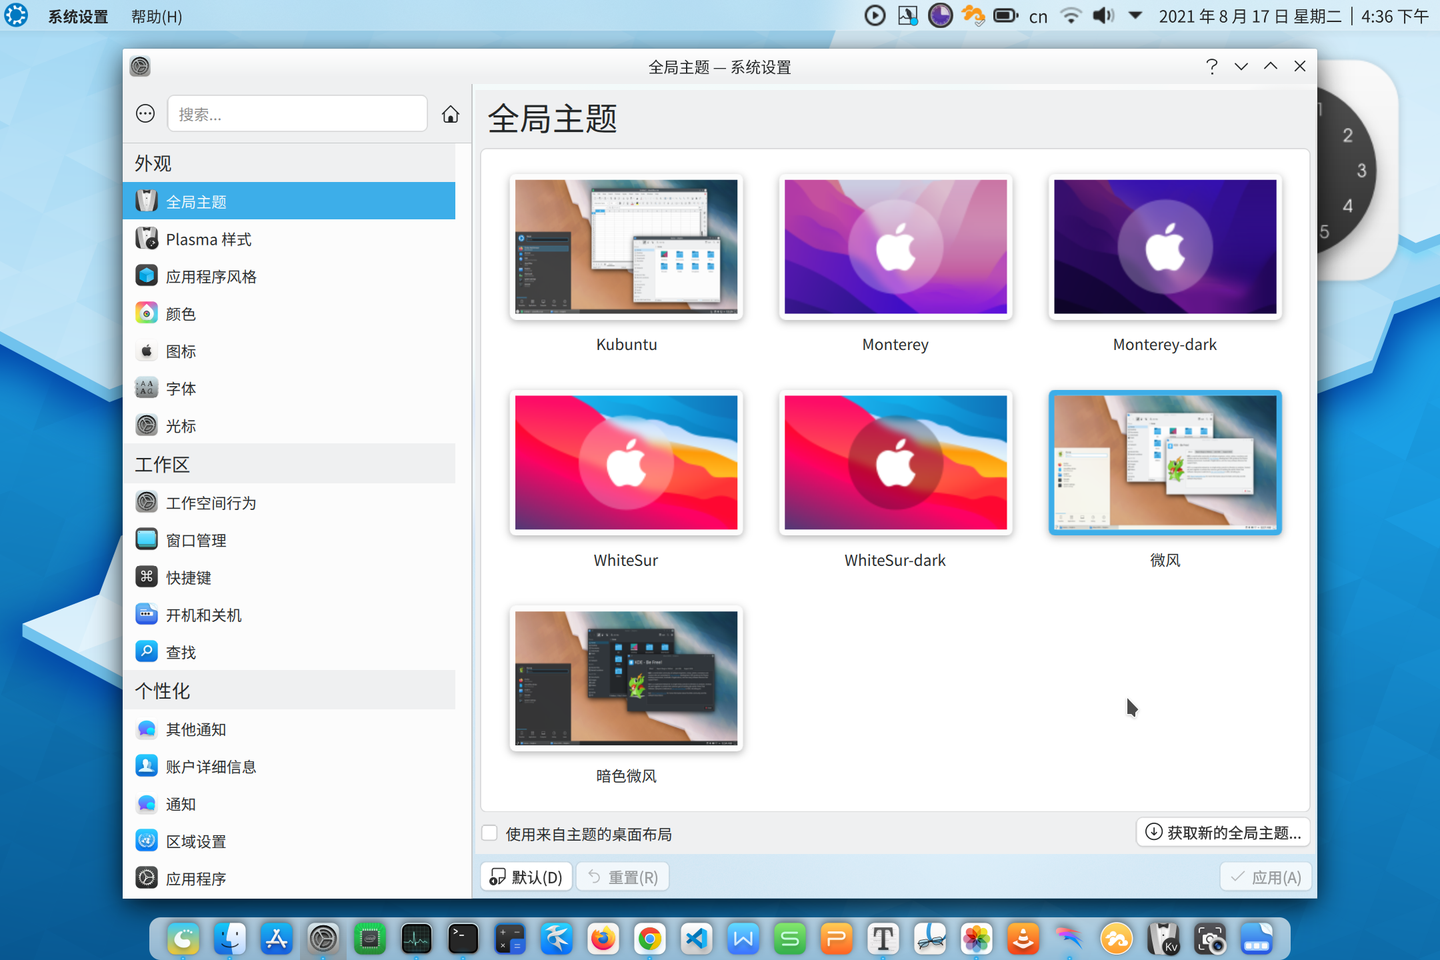 系统设置
帮助(H)
cn
2021 年 8 月 17 日 星期二
4:36 下午
全局主题 — 系统设置
搜索...
全局主题
外观
全局主题
Plasma 样式
应用程序风格
颜色
图标
字体
光标
工作区
工作空间行为
窗口管理
快捷键
开机和关机
查找
个性化
其他通知
账户详细信息
通知
区域设置
应用程序
Kubuntu
Monterey
Monterey-dark
WhiteSur
WhiteSur-dark
微风
暗色微风
使用来自主题的桌面布局
获取新的全局主题...
默认(D)
重置(R)
应用(A)
1
2
3
4
5
W
S
P
T
Kv